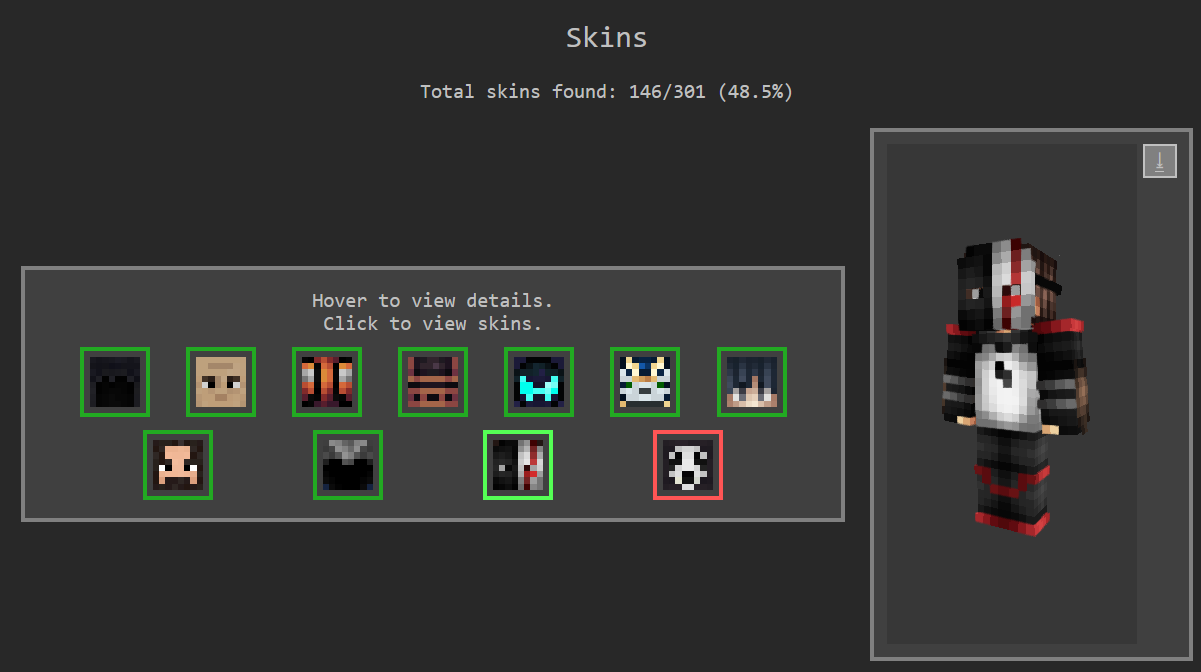 Skins
Total skins found: 146/301 (48.5%)
Hover to view details.
Click to view skins.